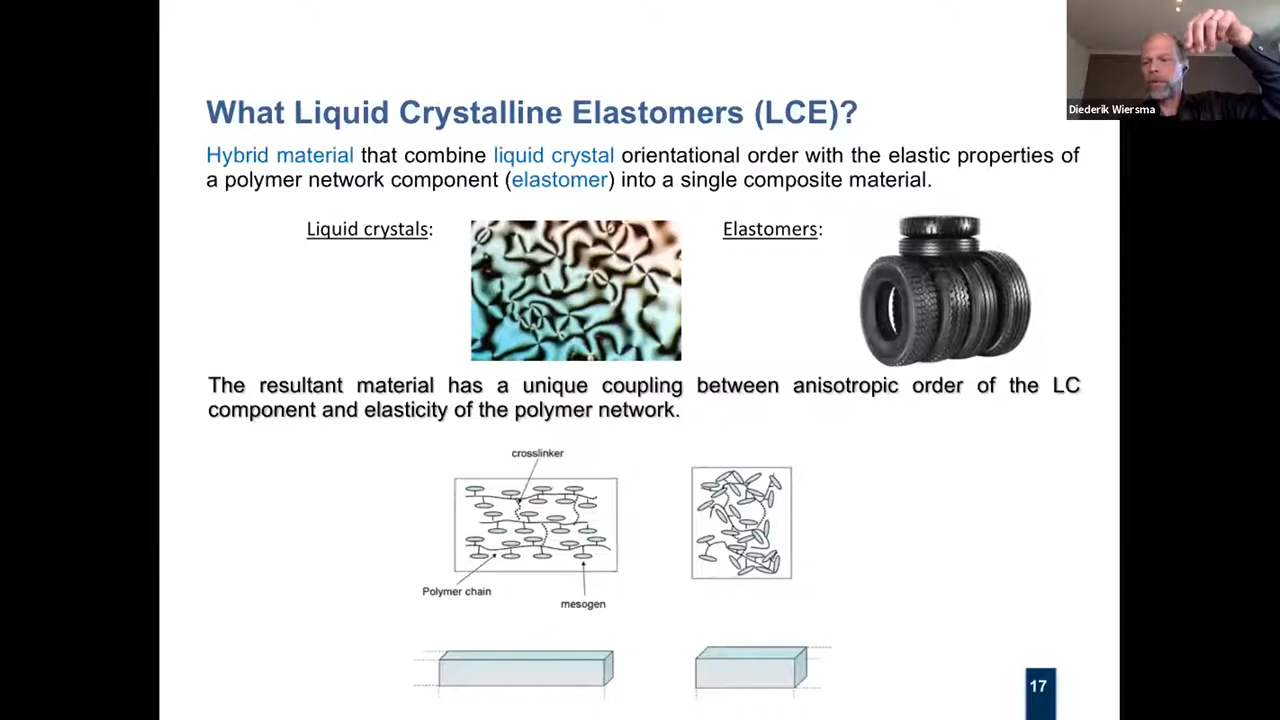 Diederik Wiersma
What Liquid Crystalline Elastomers (LCE)?
Hybrid material that combine liquid crystal orientational order with the elastic properties of
a polymer network component (elastomer) into a single composite material.
Liquid crystals:
Elastomers:
The resultant material has a unique coupling between anisotropic order of the LC
component and elasticity of the polymer network.
crosslinker
Polymer chain
mesogen
17